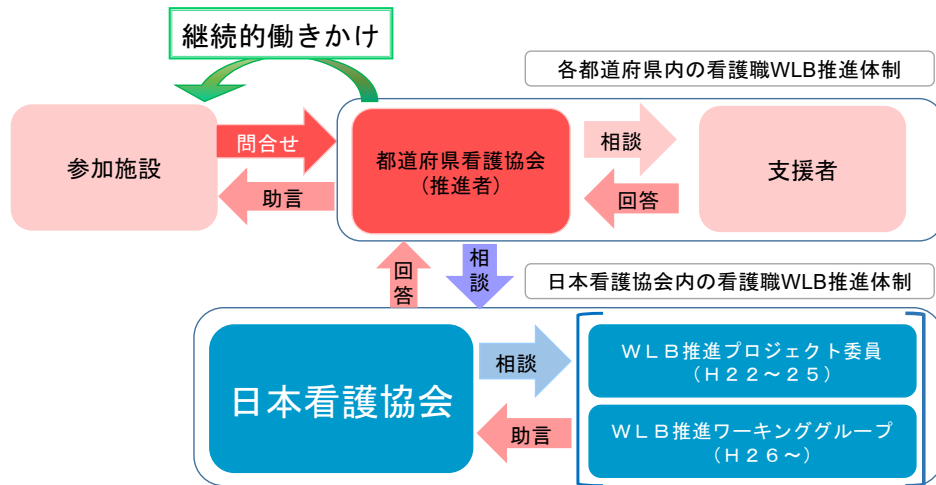 継続的働きかけ
各都道府県内の看護職WLB推進体制
参加施設
問合せ
助言
都道府県看護協会
(推進者)
相談
回答
支援者
回答
相談
日本看護協会内の看護職WLB推進体制
日本看護協会
相談
助言
ＷＬＢ推進プロジェクト委員
(Ｈ２２～２５)
ＷＬＢ推進ワーキンググループ
(Ｈ２６～)